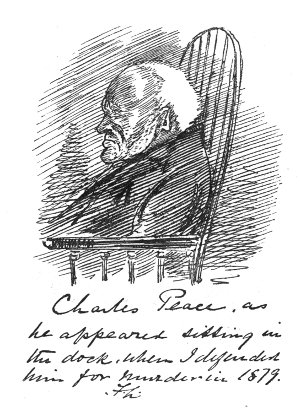 Charles Peace, as
he appeared sitting in
the dock, when I defended
him for murder in 1879.